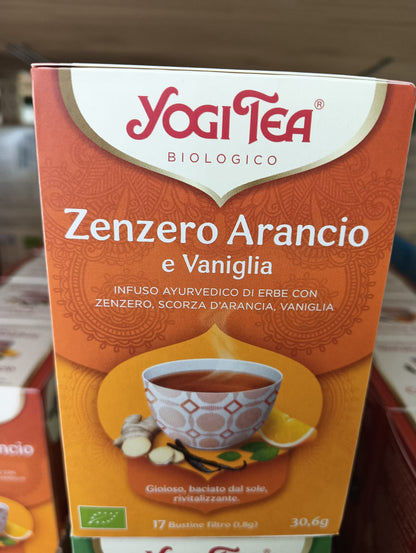 YOGI TEA®
BIOLOGICO
Zenzero Arancio
e Vaniglia
INFUSO AYURVEDICO DI ERBE CON
ZENZERO, SCORZA D'ARANCIA, VANIGLIA
Gioioso, baciato dal sole,
rivitalizzante.
17 Bustine filtro (1,8g) 30,6g
Arancio